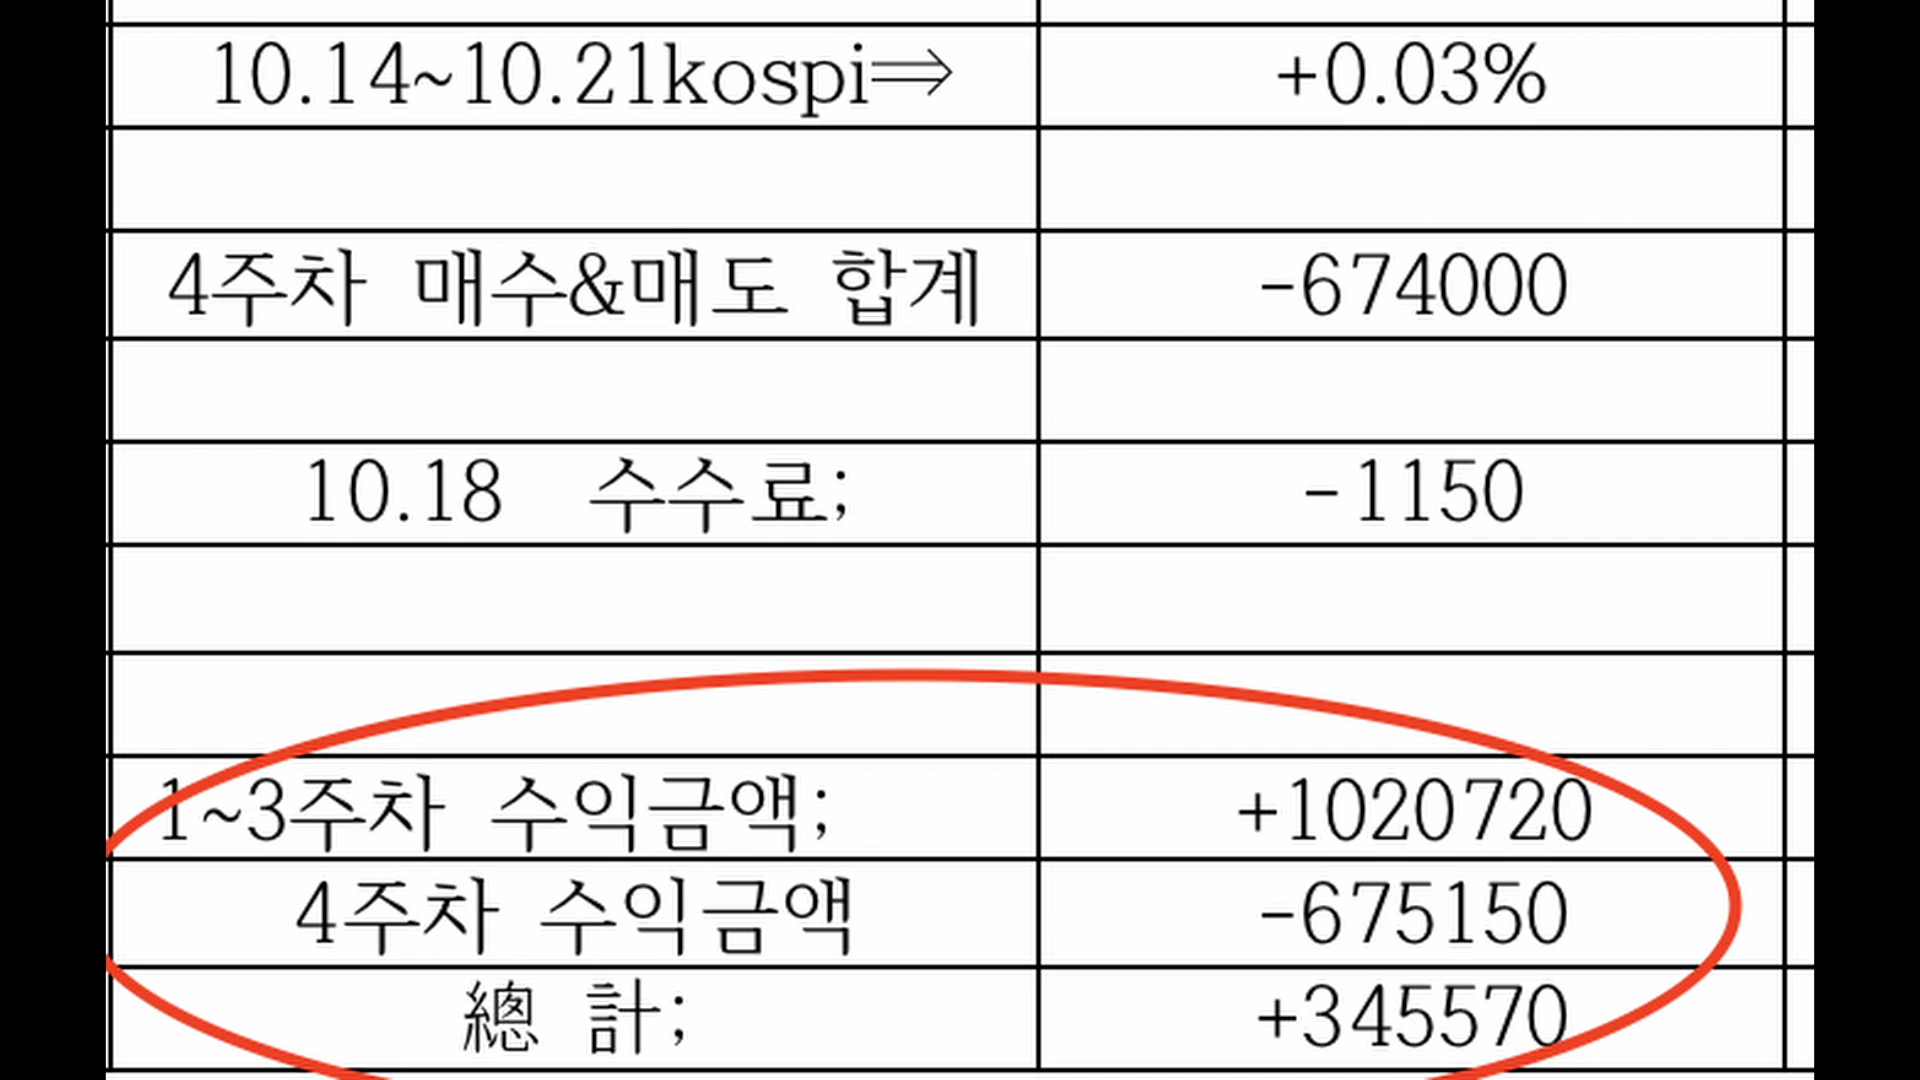 10.14~10.21kospi⇒ +0.03%
4주차 매수&매도 합계 -674000
10.18 수수료; -1150
1~3주차 수익금액; +1020720
4주차 수익금액 -675150
總 計; +345570